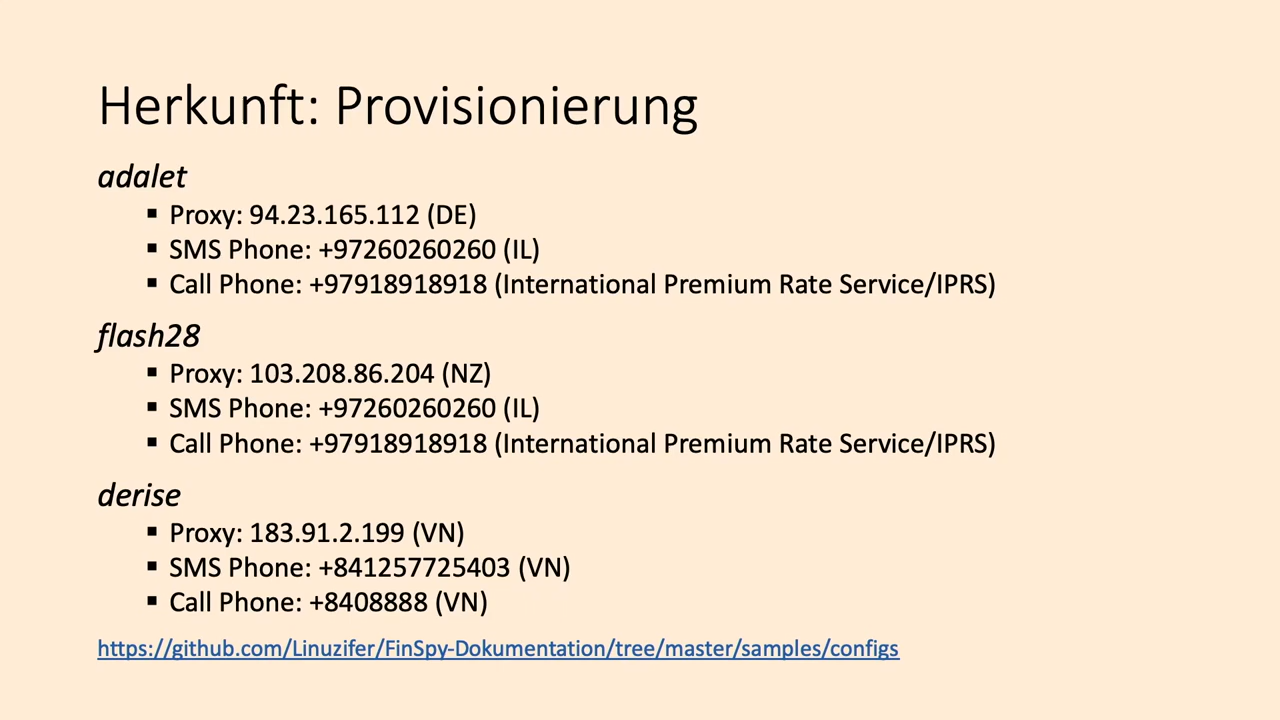 Herkunft: Provisionierung
adalet
▪ Proxy: 94.23.165.112 (DE)
▪ SMS Phone: +97260260260 (IL)
▪ Call Phone: +97918918918 (International Premium Rate Service/IPRS)
flash28
▪ Proxy: 103.208.86.204 (NZ)
▪ SMS Phone: +97260260260 (IL)
▪ Call Phone: +97918918918 (International Premium Rate Service/IPRS)
derise
▪ Proxy: 183.91.2.199 (VN)
▪ SMS Phone: +841257725403 (VN)
▪ Call Phone: +8408888 (VN)
https://github.com/Linuzifer/FinSpy-Dokumentation/tree/master/samples/configs